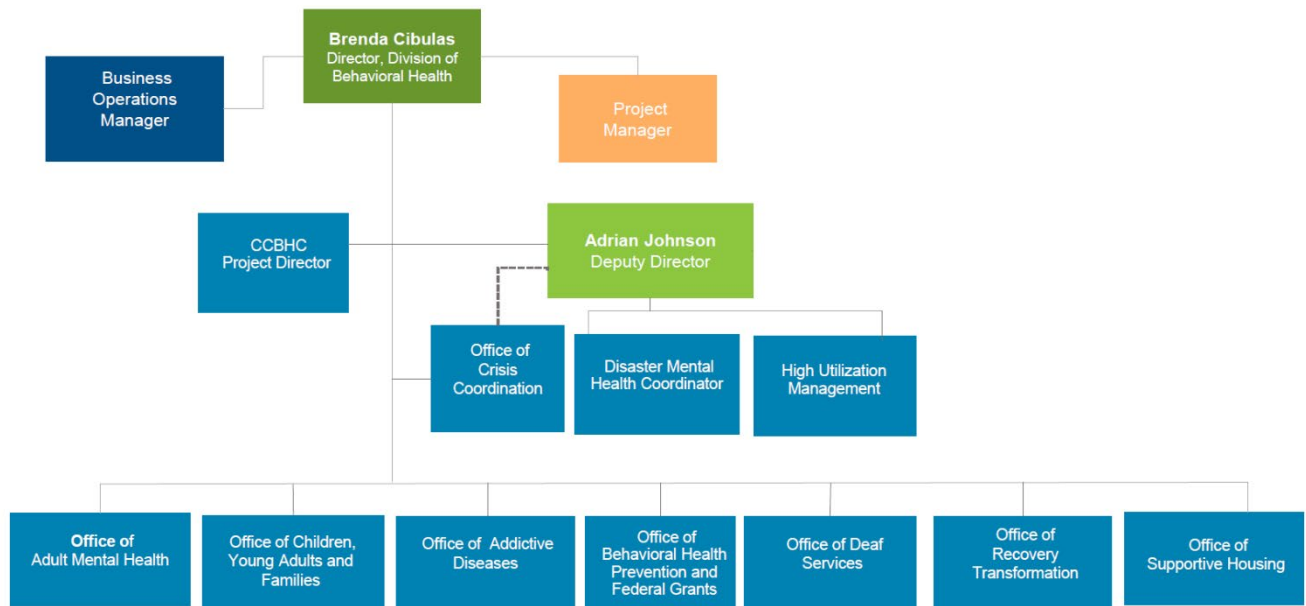 Brenda Cibulas
Director, Division of
Behavioral Health
Business
Operations
Manager
Project
Manager
CCBHC
Project Director
Adrian Johnson
Deputy Director
Office of
Crisis
Coordination
Disaster Mental
Health Coordinator
High Utilization
Management
Office of
Adult Mental Health
Office of Children,
Young Adults and
Families
Office of Addictive
Diseases
Office of
Behavioral Health
Prevention and
Federal Grants
Office of Deaf
Services
Office of
Recovery
Transformation
Office of
Supportive Housing